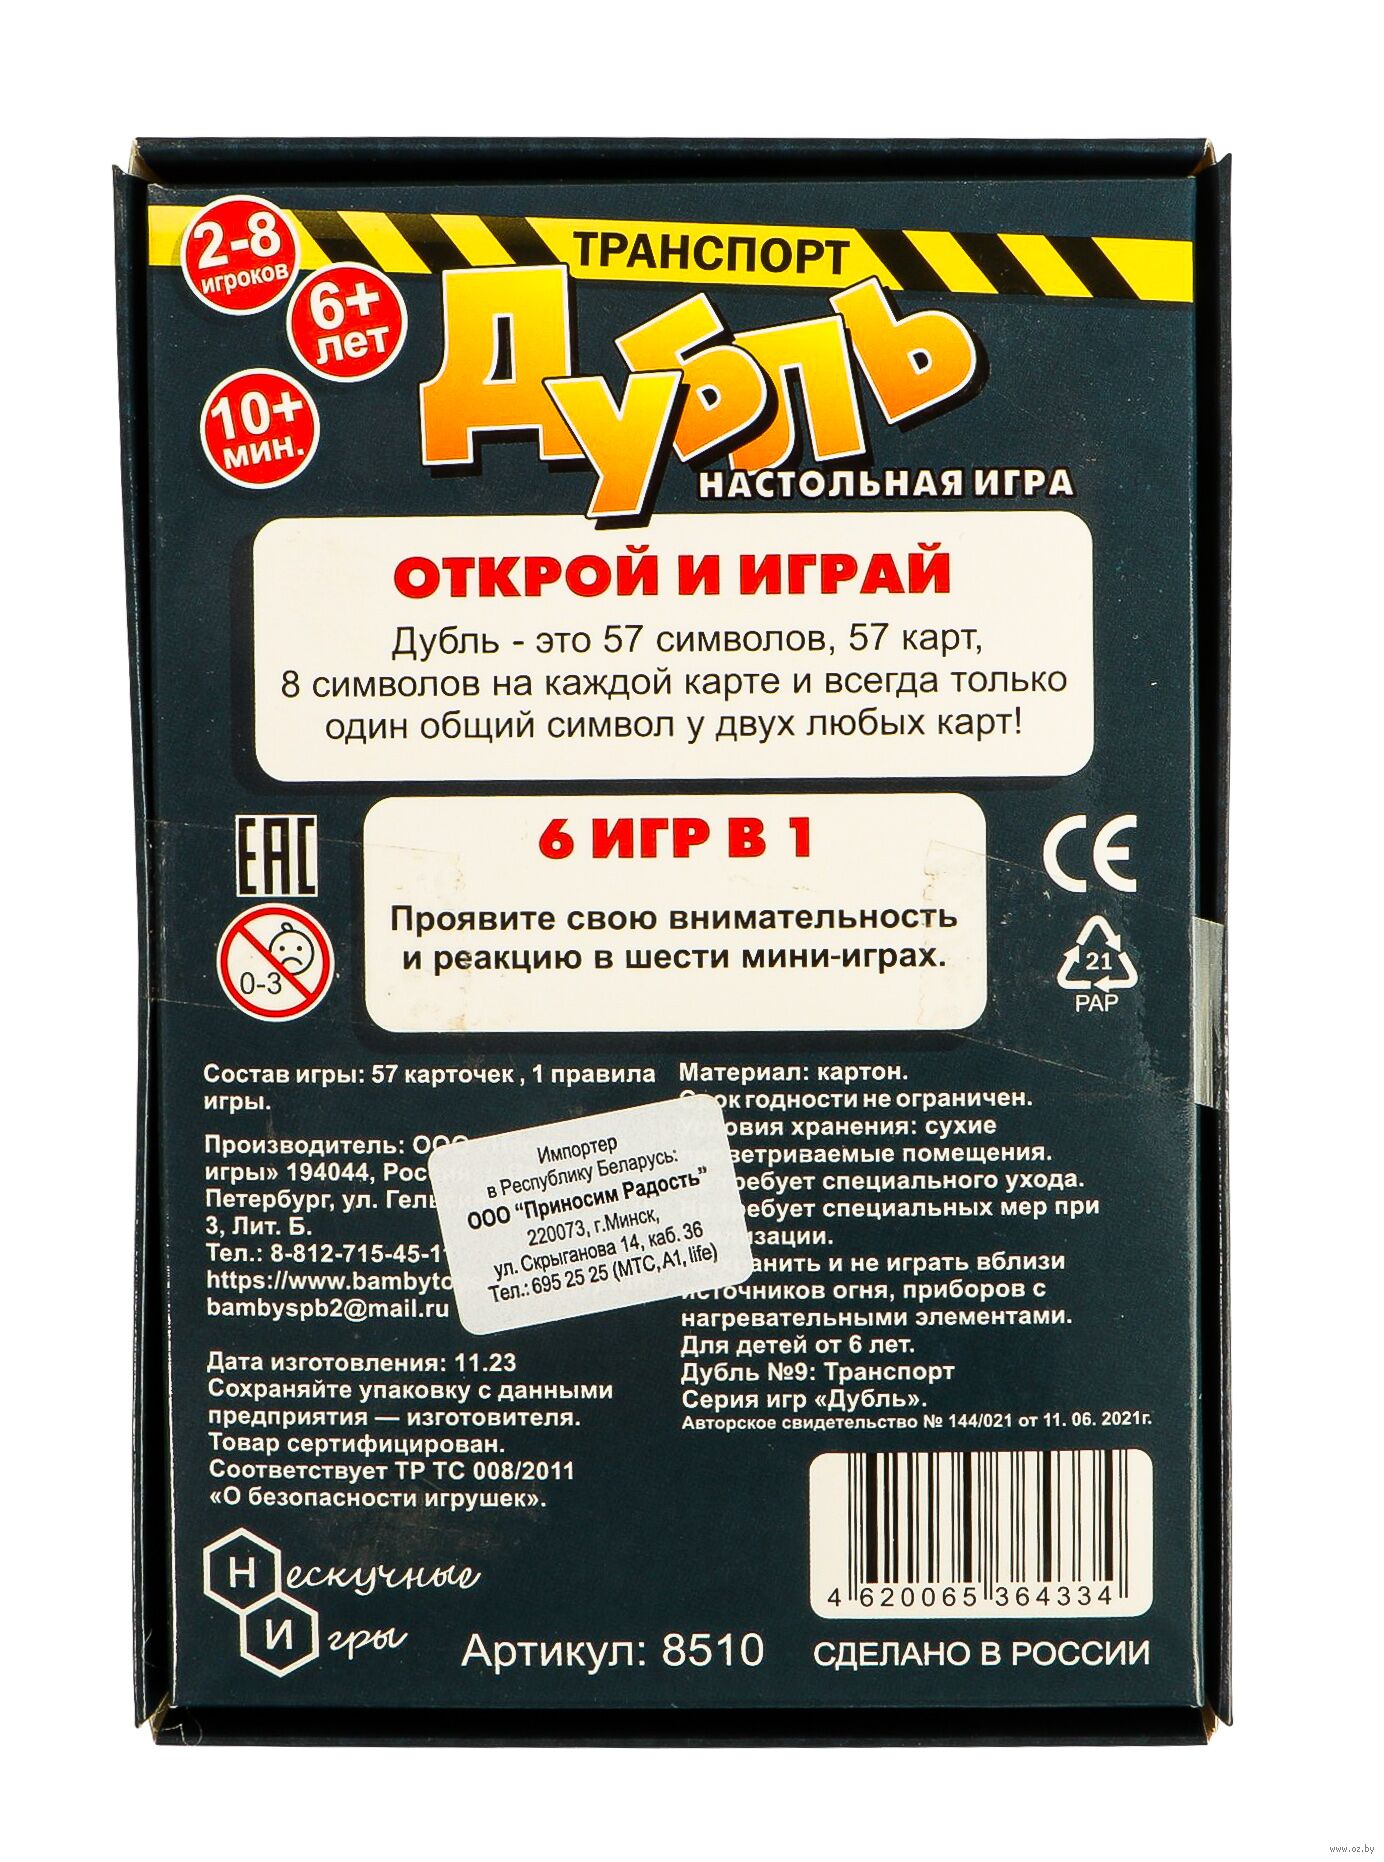 2-8
игроков
6+
лет
10+
мин.
ТРАНСПОРТ
Дубль
НАСТОЛЬНАЯ ИГРА
ОТКРОЙ И ИГРАЙ
Дубль - это 57 символов, 57 карт,
8 символов на каждой карте и всегда только
один общий символ у двух любых карт!
EAC
0-3
6 ИГР В 1
Проявите свою внимательность
и реакцию в шести мини-играх.
CE
21
PAP
Состав игры: 57 карточек , 1 правила
игры.
Производитель:
игры» 194044,
Петербург, ул.
3, Лит. Б.
Тел.: 8-812-715-45-1
https://www.bambyto
bambyspb2@mail.ru
Дата изготовления: 11.23
Сохраняйте упаковку с данными
предприятия — изготовителя.
Товар сертифицирован.
Соответствует ТР ТС 008/2011
«О безопасности игрушек».
Импортер
в Республику Беларусь:
ООО "Приносим Радость"
220073, г.Минск,
ул. Скрыганова 14, каб. 36
Тел.: 695 25 25 (МТС, А1, life)
Материал: картон.
годности не ограничен.
хранения: сухие
помещения.
специального ухода.
специальных мер при
и не играть вблизи
огня, приборов с
нагревательными элементами.
Для детей от 6 лет.
Дубль №9: Транспорт
Серия игр «Дубль».
Авторское свидетельство № 144/021 от 11. 06. 2021г.
Нескучные
Игры
Артикул: 8510
4 620065 364334
СДЕЛАНО В РОССИИ
www.oz.by